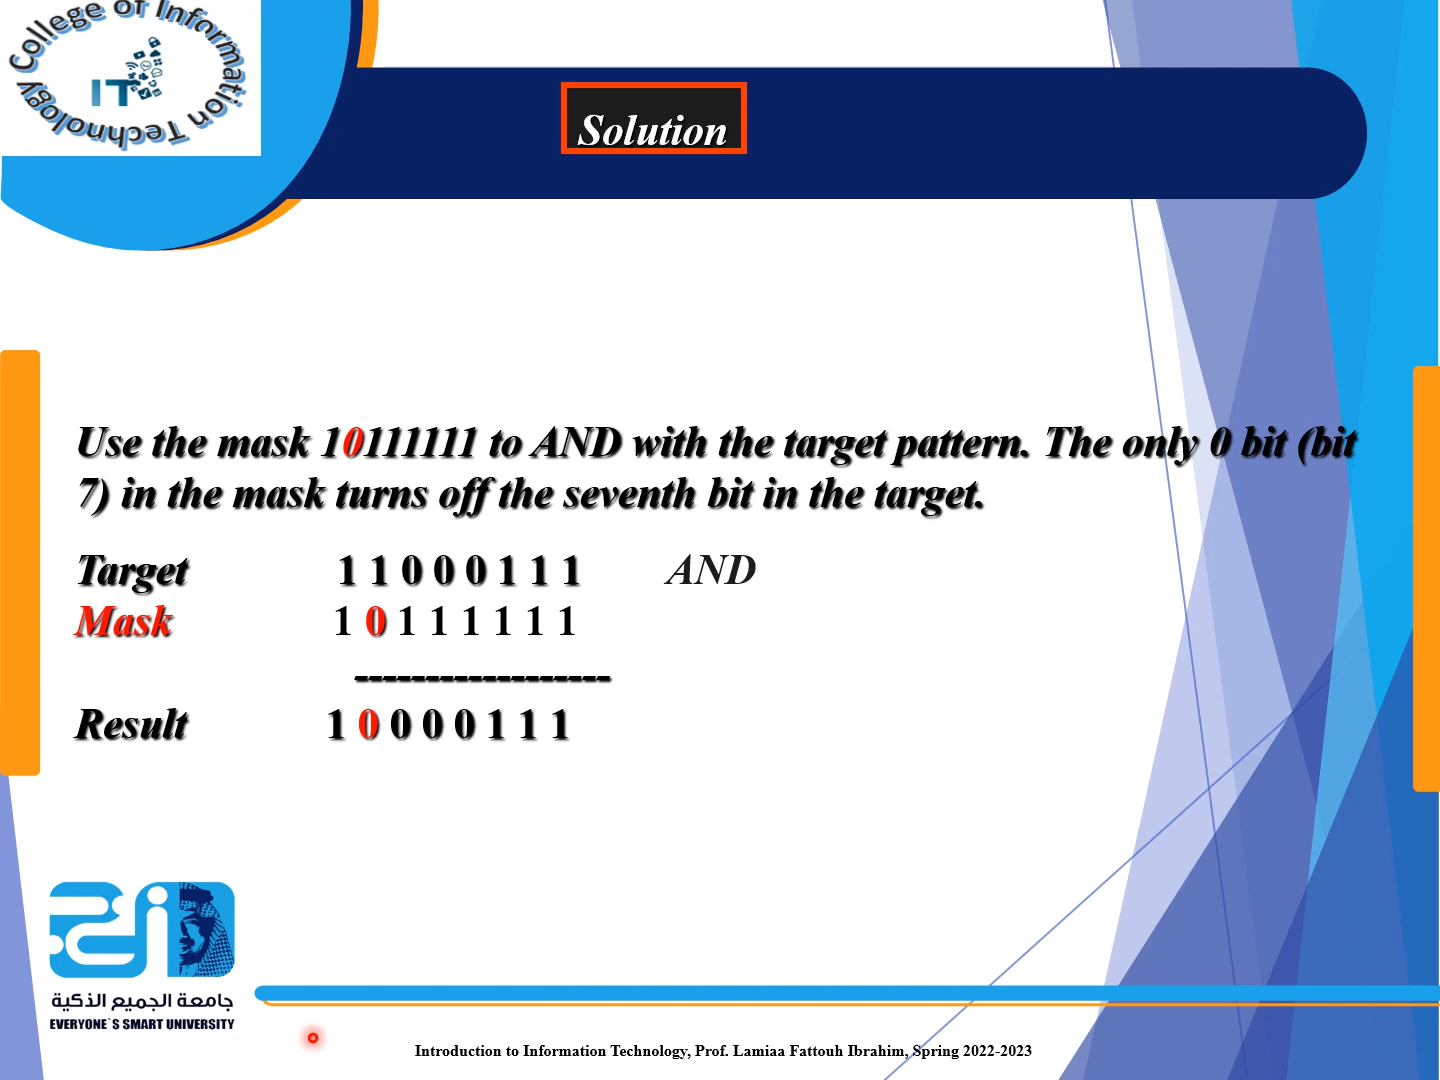 College of Information Technology
IT
Solution
Use the mask 10111111 to AND with the target pattern. The only 0 bit (bit
7) in the mask turns off the seventh bit in the target.
Target 1 1 0 0 0 1 1 1 AND
Mask 1 0 1 1 1 1 1 1
------------------
Result 1 0 0 0 0 1 1 1
جامعة الجميع الذكية
EVERYONE`S SMART UNIVERSITY
Introduction to Information Technology, Prof. Lamiaa Fattouh Ibrahim, Spring 2022-2023